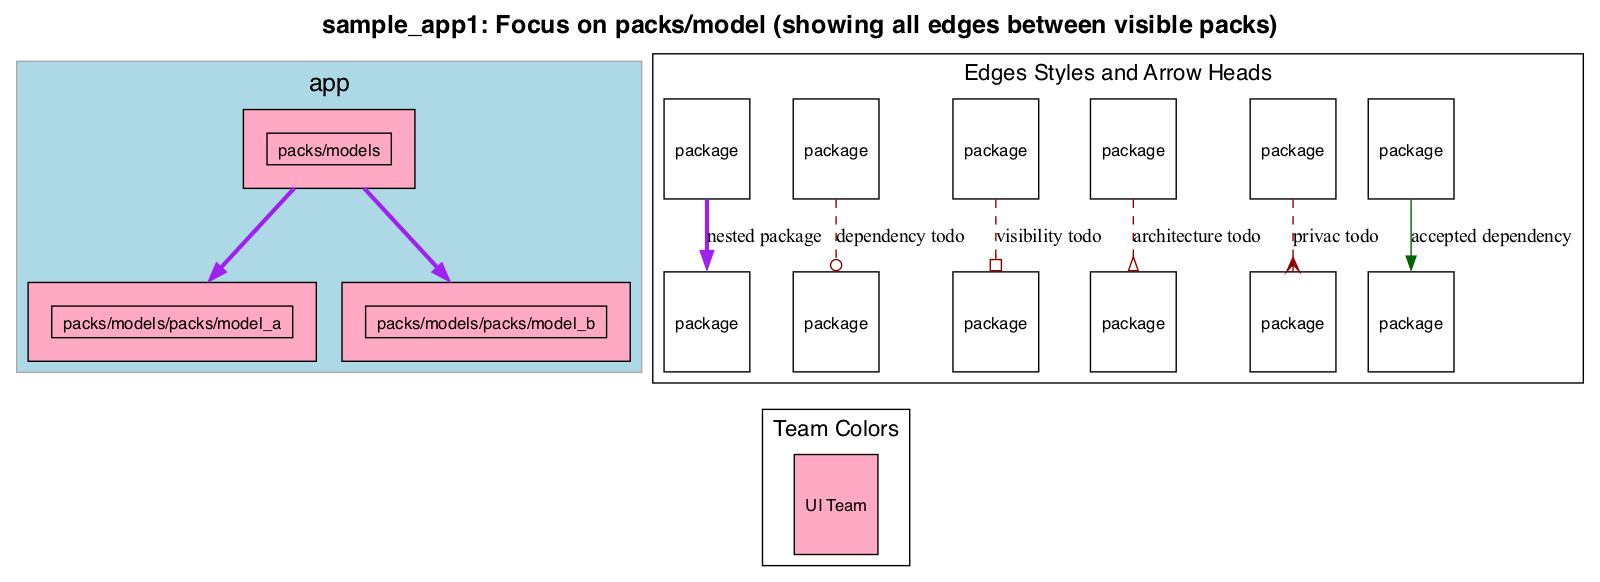 sample_app1: Focus on packs/model (showing all edges between visible packs)
app
packs/models
packs/models/packs/model_a
packs/models/packs/model_b
Edges Styles and Arrow Heads
package package package package package package
nested package dependency todo visibility todo architecture todo privac todo accepted dependency
package package package package package package
Team Colors
UI Team